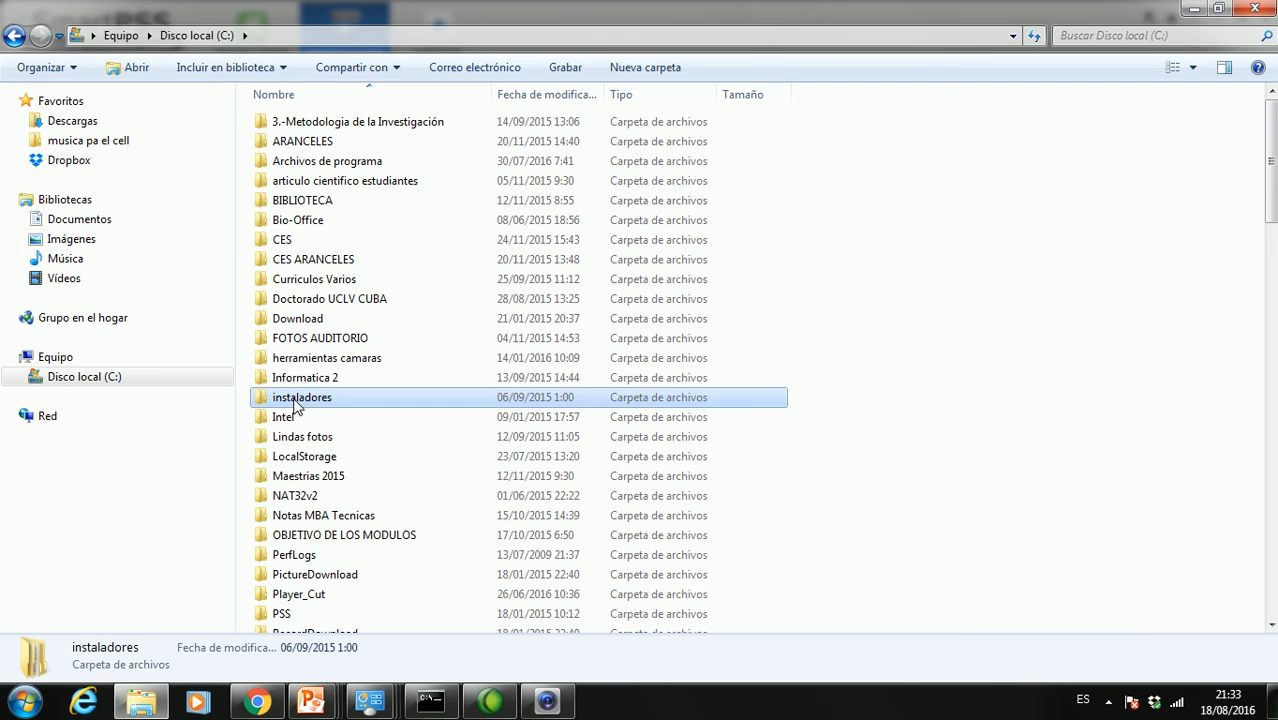 Equipo Disco local (C:) Buscar Disco local (C:)
Organizar Abrir Incluir en biblioteca Compartir con Correo electrónico Grabar Nueva carpeta
Favoritos
Descargas
musica pa el cell
Dropbox
Bibliotecas
Documentos
Imágenes
Música
Vídeos
Grupo en el hogar
Equipo
Disco local (C:)
Red
Nombre Fecha de modifica... Tipo Tamaño
3.-Metodologia de la Investigación 14/09/2015 13:06 Carpeta de archivos
ARANCELES 20/11/2015 14:40 Carpeta de archivos
Archivos de programa 30/07/2016 7:41 Carpeta de archivos
articulo cientifico estudiantes 05/11/2015 9:30 Carpeta de archivos
BIBLIOTECA 12/11/2015 8:55 Carpeta de archivos
Bio-Office 08/06/2015 18:56 Carpeta de archivos
CES 24/11/2015 15:43 Carpeta de archivos
CES ARANCELES 20/11/2015 13:48 Carpeta de archivos
Curriculos Varios 25/09/2015 11:12 Carpeta de archivos
Doctorado UCLV CUBA 28/08/2015 13:25 Carpeta de archivos
Download 21/01/2015 20:37 Carpeta de archivos
FOTOS AUDITORIO 04/11/2015 14:53 Carpeta de archivos
herramientas camaras 14/01/2016 10:09 Carpeta de archivos
Informatica 2 13/09/2015 14:44 Carpeta de archivos
instaladores 06/09/2015 1:00 Carpeta de archivos
Intel 09/01/2015 17:57 Carpeta de archivos
Lindas fotos 12/09/2015 11:05 Carpeta de archivos
LocalStorage 23/07/2015 13:20 Carpeta de archivos
Maestrias 2015 12/11/2015 9:30 Carpeta de archivos
NAT32v2 01/06/2015 22:22 Carpeta de archivos
Notas MBA Tecnicas 15/10/2015 14:39 Carpeta de archivos
OBJETIVO DE LOS MODULOS 17/10/2015 6:50 Carpeta de archivos
PerfLogs 13/07/2009 21:37 Carpeta de archivos
PictureDownload 18/01/2015 22:40 Carpeta de archivos
Player_Cut 26/06/2016 10:36 Carpeta de archivos
PSS 18/01/2015 10:12 Carpeta de archivos
RecordDownload 18/01/2015 22:40 Carpeta de archivos
instaladores Fecha de modifica... 06/09/2015 1:00
Carpeta de archivos
ES 21:33
18/08/2016